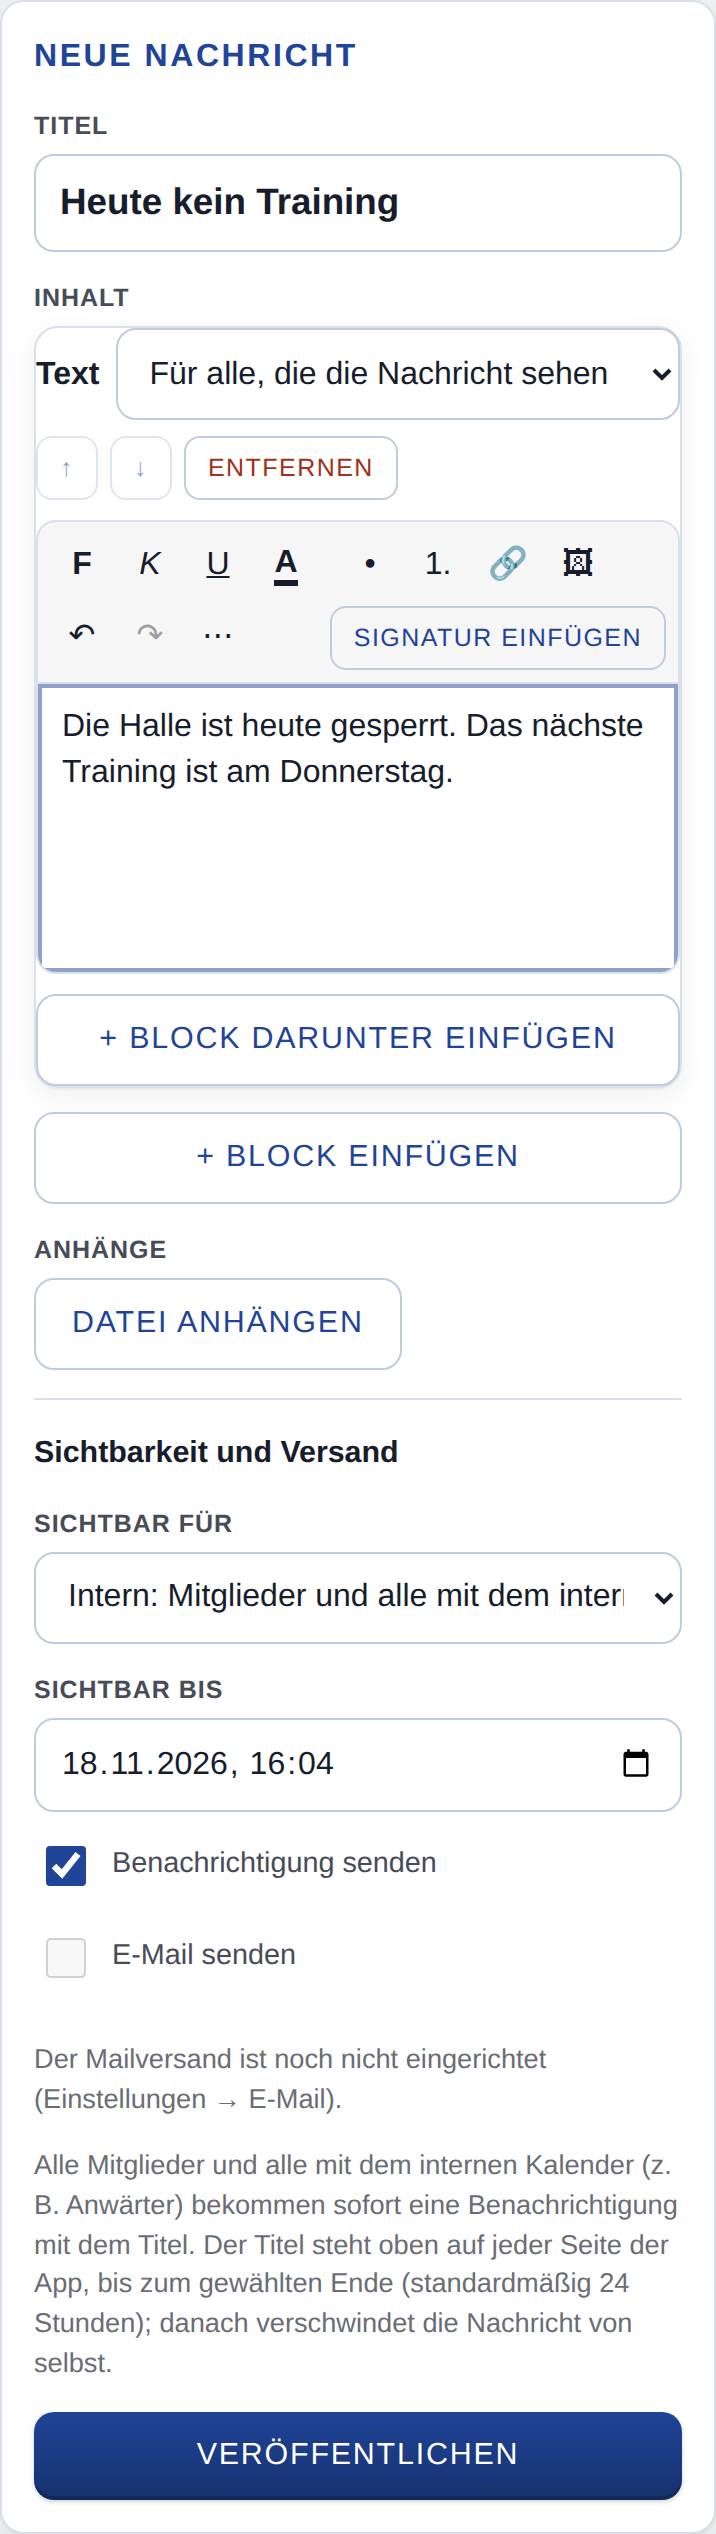 NEUE NACHRICHT
TITEL
Heute kein Training
INHALT
Text Für alle, die die Nachricht sehen
↑ ↓ ENTFERNEN
F K U A • 1. 🔗 🖼
↶ ↷ ⋯ SIGNATUR EINFÜGEN
Die Halle ist heute gesperrt. Das nächste
Training ist am Donnerstag.
+ BLOCK DARUNTER EINFÜGEN
+ BLOCK EINFÜGEN
ANHÄNGE
DATEI ANHÄNGEN
Sichtbarkeit und Versand
SICHTBAR FÜR
Intern: Mitglieder und alle mit dem
SICHTBAR BIS
18.11.2026, 16:04
Benachrichtigung senden
E-Mail senden
Der Mailversand ist noch nicht eingerichtet
(Einstellungen → E-Mail).
Alle Mitglieder und alle mit dem internen Kalender (z.
B. Anwärter) bekommen sofort eine Benachrichtigung
mit dem Titel. Der Titel steht oben auf jeder Seite der
App, bis zum gewählten Ende (standardmäßig 24
Stunden); danach verschwindet die Nachricht von
selbst.
VERÖFFENTLICHEN